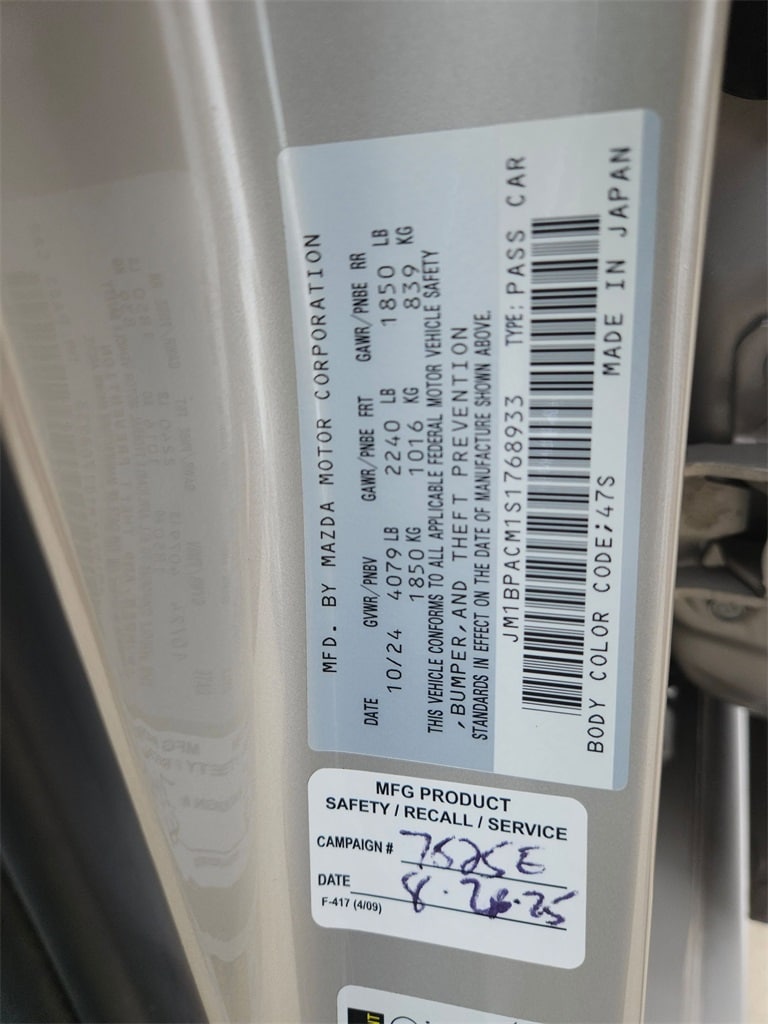 MFD. BY MAZDA MOTOR CORPORATION
DATE GVWR/PNBV GAWR/PNBE FRT GAWR/PNBE RR
10/24 4079 LB 2240 LB 1850 LB
1850 KG 1016 KG 839 KG
THIS VEHICLE CONFORMS TO ALL APPLICABLE FEDERAL MOTOR VEHICLE SAFETY
,BUMPER,AND THEFT PREVENTION
STANDARDS IN EFFECT ON THE DATE OF MANUFACTURE SHOWN ABOVE.
JM1BPACM1S1768933 TYPE: PASS CAR
BODY COLOR CODE;47S MADE IN JAPAN
MFG PRODUCT
SAFETY / RECALL / SERVICE
CAMPAIGN # 7525E
DATE 8.26.25
F-417 (4/09)